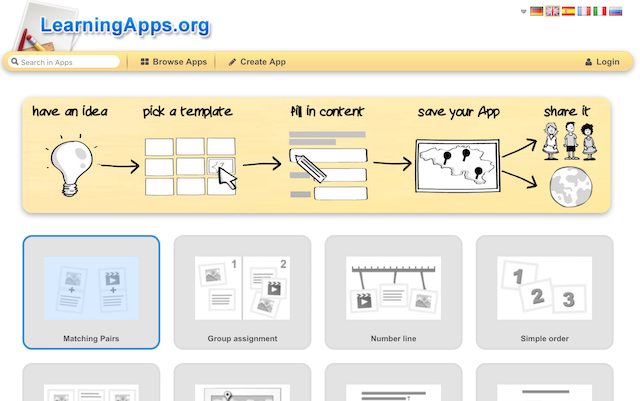 LearningApps.org
Search in Apps
Browse Apps
Create App
Login
have an idea
pick a template
fill in content
save your App
share it
Matching Pairs
1 2
Group assignment
Number line
1
2
3
Simple order